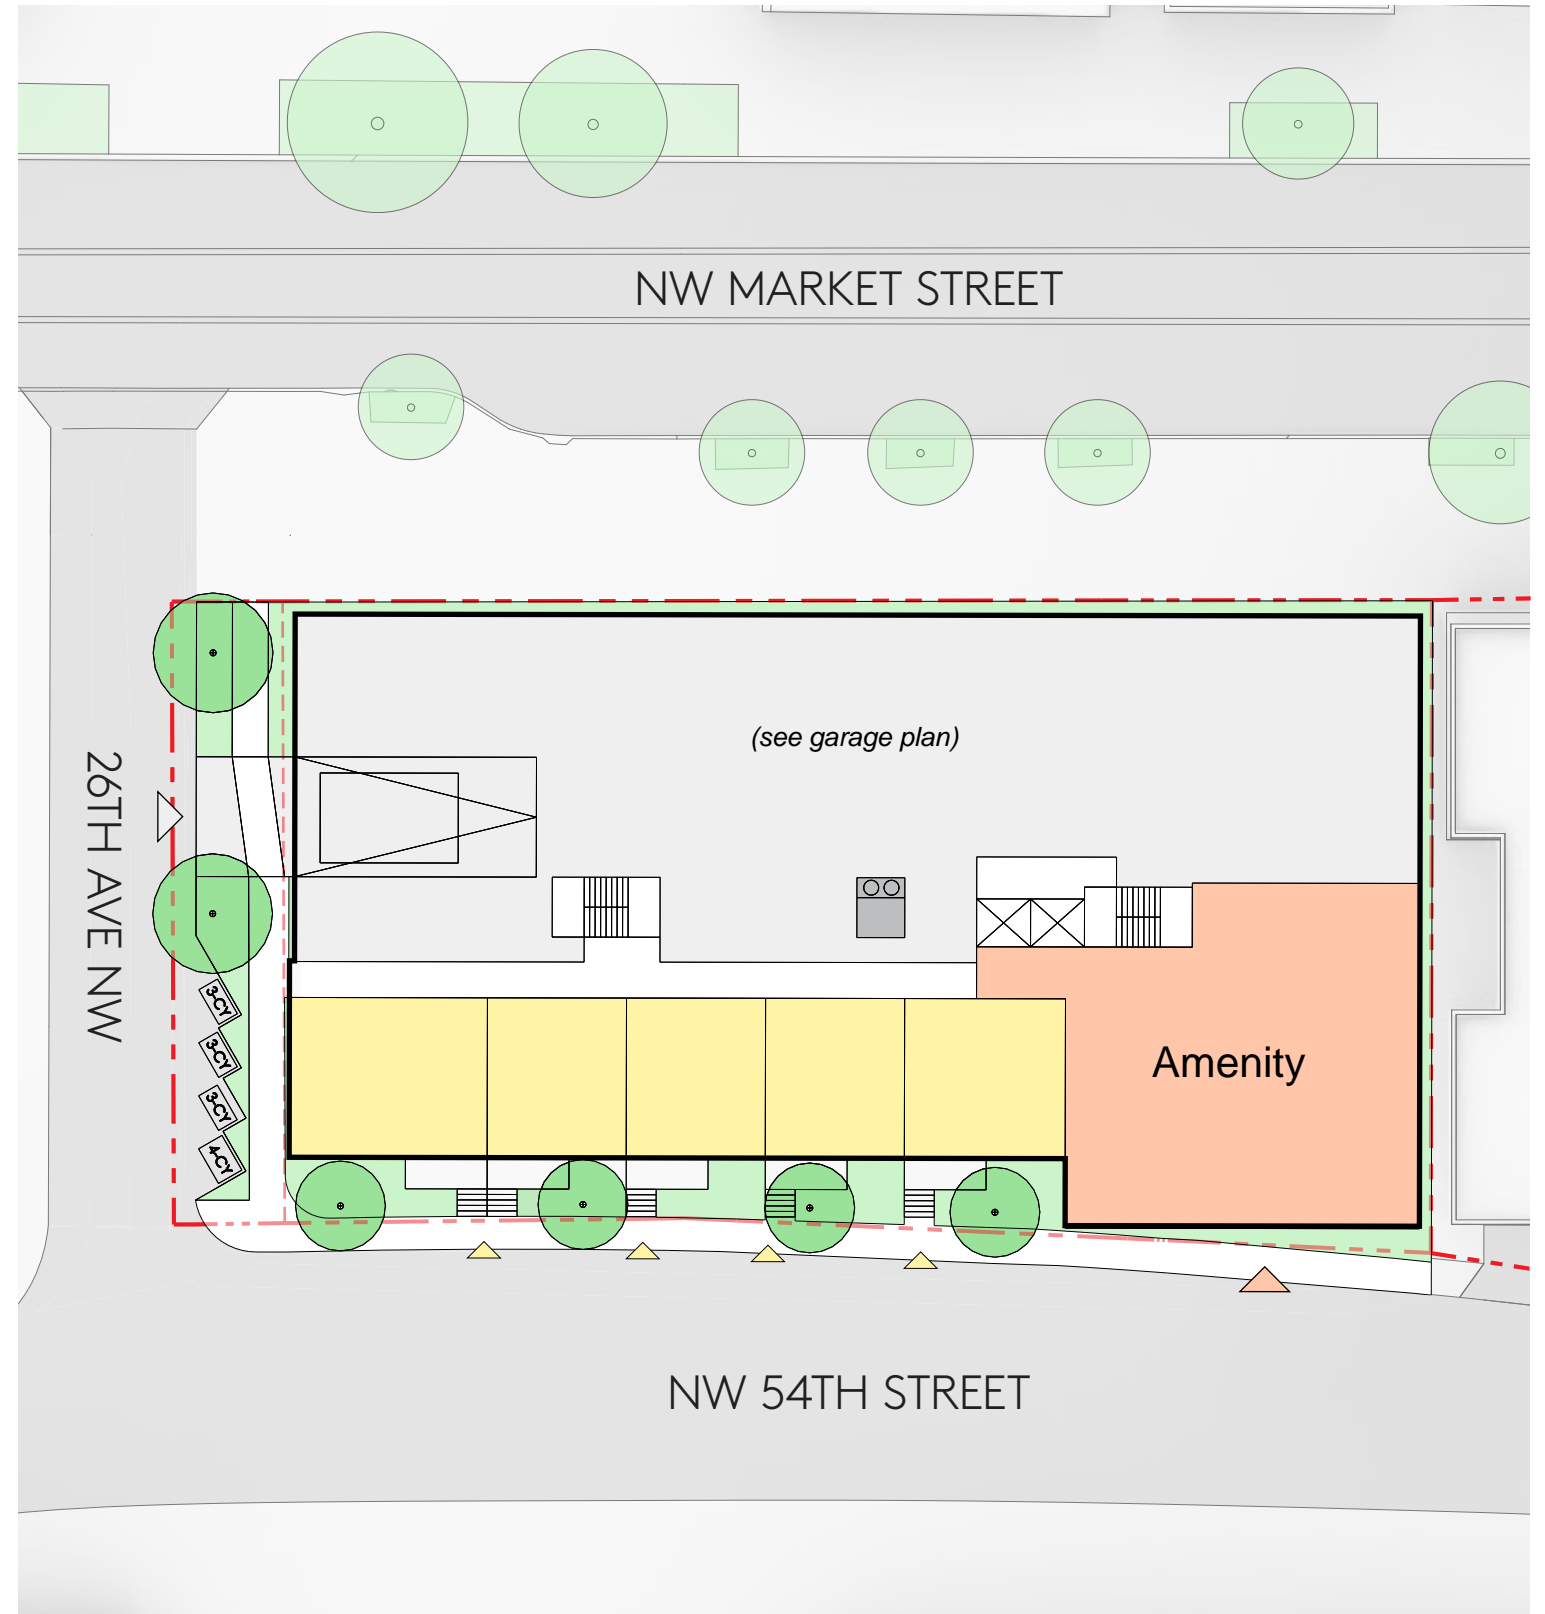 NW MARKET STREET
(see garage plan)
26TH AVE NW
3-CY
3-CY
3-CY
4-CY
Amenity
NW 54TH STREET